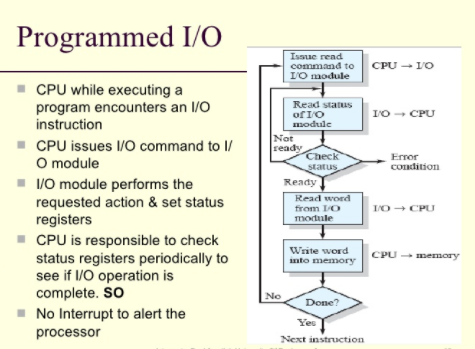 Programmed I/O
CPU while executing a
program encounters an I/O
instruction
CPU issues I/O command to I/
O module
I/O module performs the
requested action & set status
registers
CPU is responsible to check
status registers periodically to
see if I/O operation is
complete. SO
No Interrupt to alert the
processor
Issue read
command to
I/O module
CPU → I/O
Read status
of I/O
module
I/O → CPU
Not
ready
Check
status
Error
condition
Ready
Read word
from I/O
module
I/O → CPU
Write word
into memory
CPU → memory
No
Done?
Yes
Next instruction